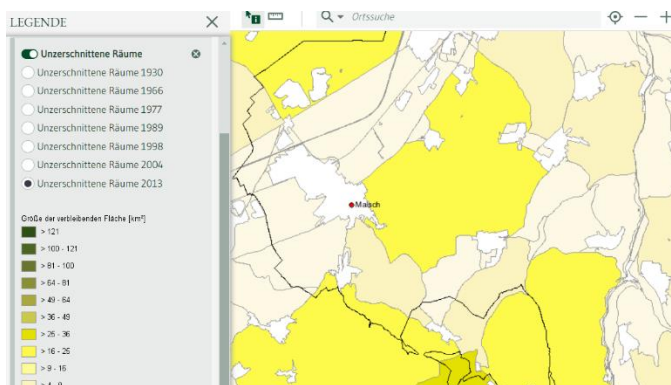 LEGENDE
Ortssuche
Unzerschnittene Räume
Unzerschnittene Räume 1930
Unzerschnittene Räume 1966
Unzerschnittene Räume 1977
Unzerschnittene Räume 1989
Unzerschnittene Räume 1998
Unzerschnittene Räume 2004
Unzerschnittene Räume 2013
Größe der verbleibenden Fläche [km²]
> 121
> 100 - 121
> 81 - 100
> 64 - 81
> 49 - 64
> 36 - 49
> 25 - 36
> 16 - 25
> 9 - 16
Malsch